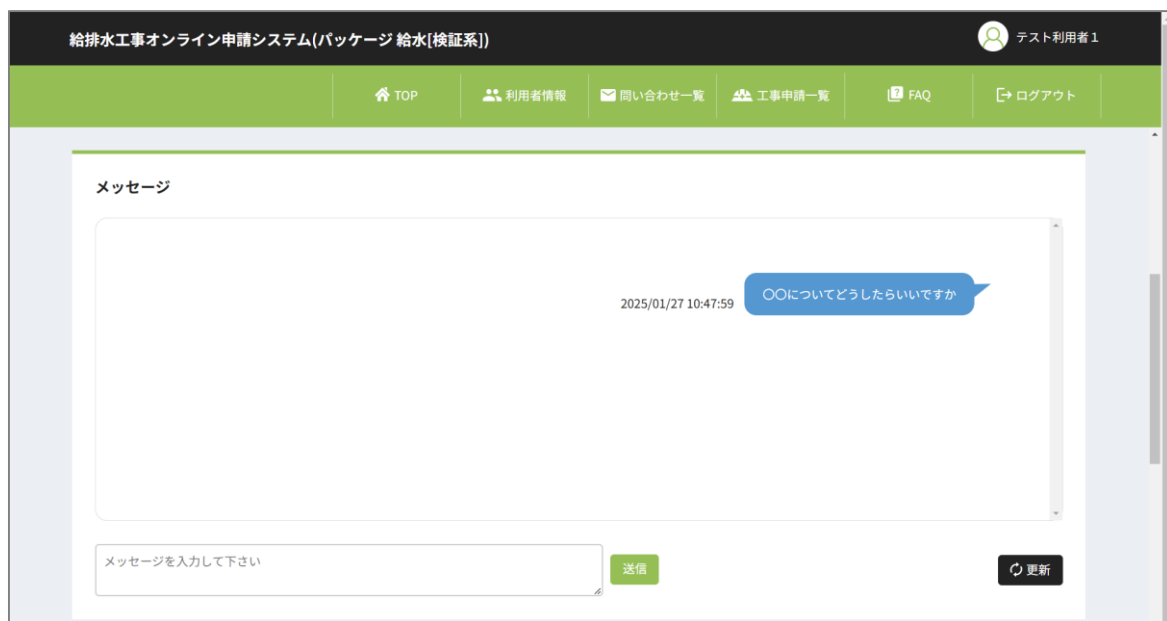 給排水工事オンライン申請システム(パッケージ 給水[検証系])
テスト利用者1
TOP
利用者情報
問い合わせ一覧
工事申請一覧
FAQ
ログアウト
メッセージ
2025/01/27 10:47:59
〇〇についてどうしたらいいですか
メッセージを入力して下さい
送信
更新